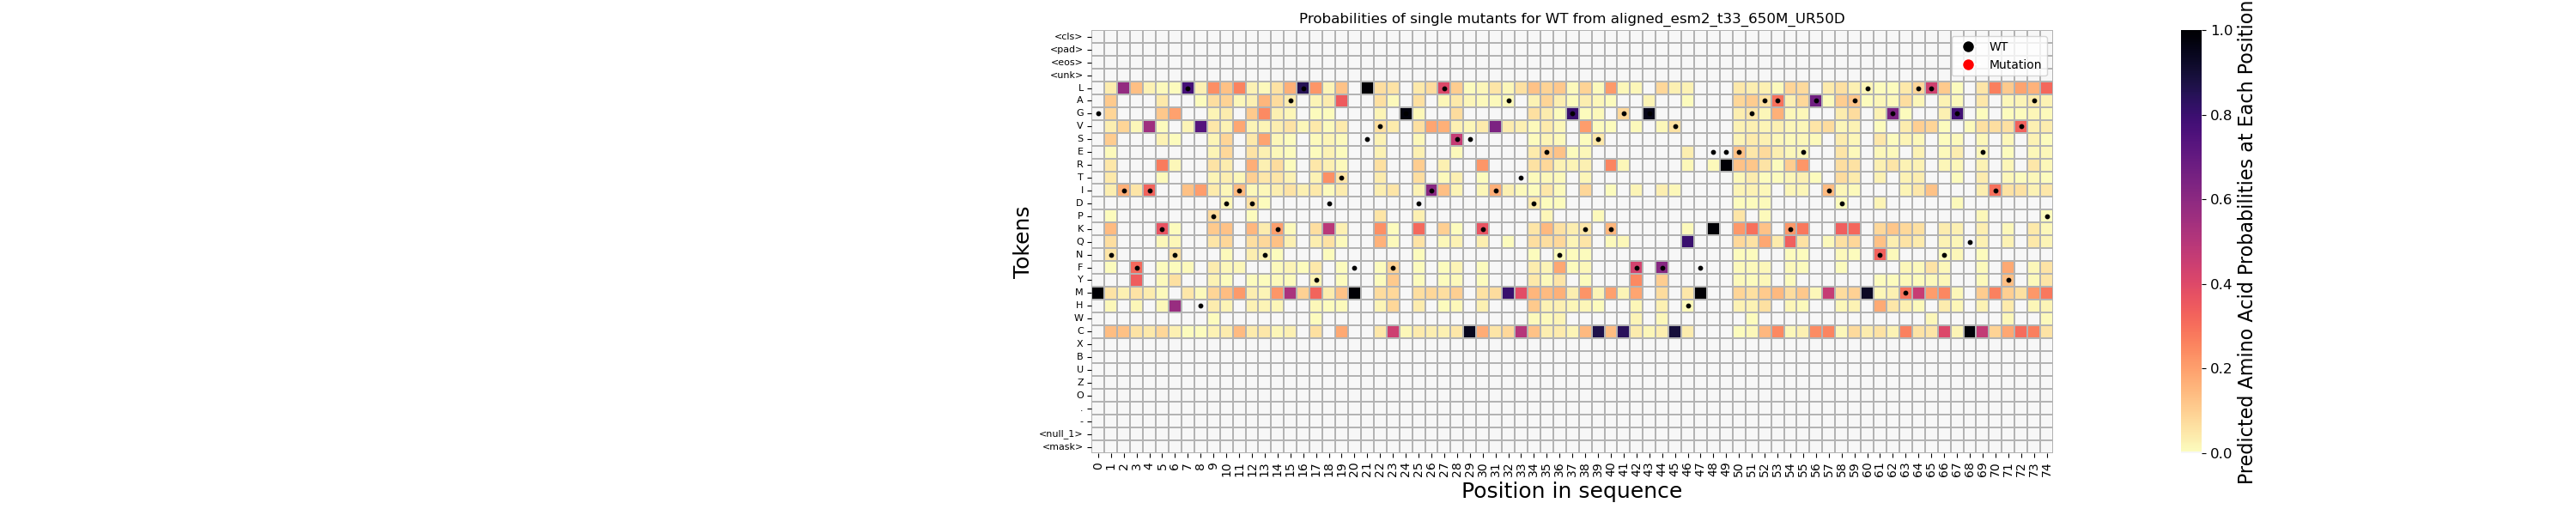 Probabilities of single mutants for WT from aligned_esm2_t33_650M_UR50D
<cls>
<pad>
<eos>
<unk>
L
A
G
V
S
E
R
T
I
D
P
K
Q
N
F
Y
M
H
W
C
X
B
U
Z
O
.
-
<null_1>
<mask>
Tokens
0 1 2 3 4 5 6 7 8 9 10 11 12 13 14 15 16 17 18 19 20 21 22 23 24 25 26 27 28 29 30 31 32 33 34 35 36 37 38 39 40 41 42 43 44 45 46 47 48 49 50 51 52 53 54 55 56 57 58 59 60 61 62 63 64 65 66 67 68 69 70 71 72 73 74
Position in sequence
WT
Mutation
1.0
0.8
0.6
0.4
0.2
0.0
Predicted Amino Acid Probabilities at Each Position